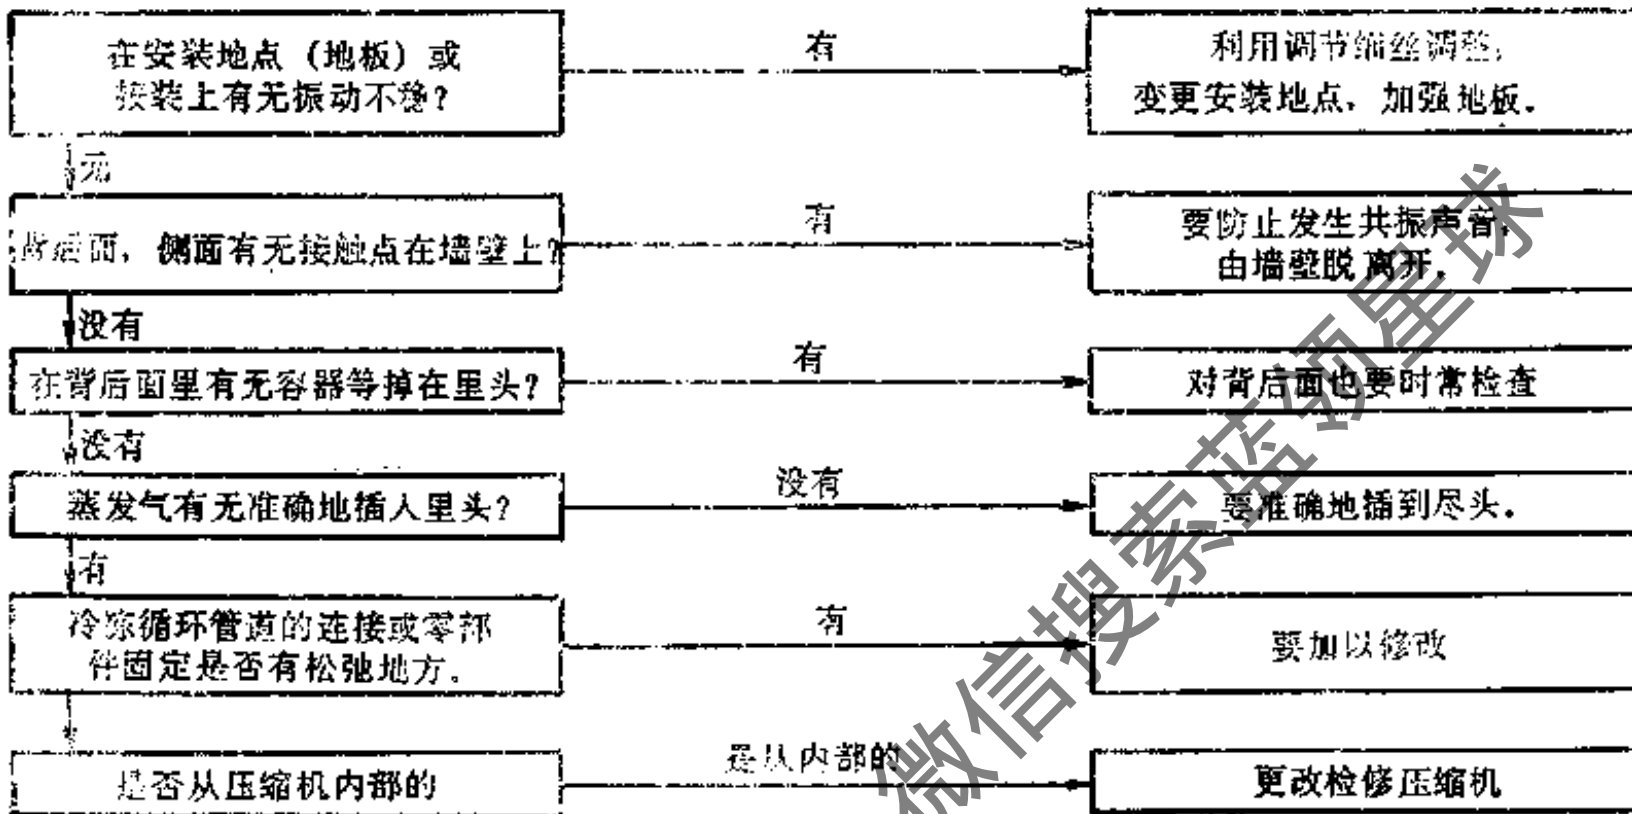 在安装地点（地板）或
按装上有无振动不稳？
有
利用调节细丝调整，
变更安装地点，加强地板。
无
背后面，侧面有无接触点在墙壁上？
有
要防止发生共振声音，
由墙壁脱离开。
没有
在背后面里有无容器等掉在里头？
有
对背后面也要时常检查
没有
蒸发气有无准确地插入里头？
没有
要准确地插到尽头。
有
冷冻循环管道的连接或零部
件固定是否有松弛地方。
有
要加以修改
是否从压缩机内部的
是从内部的
更改检修压缩机
微信搜索蓝领星球